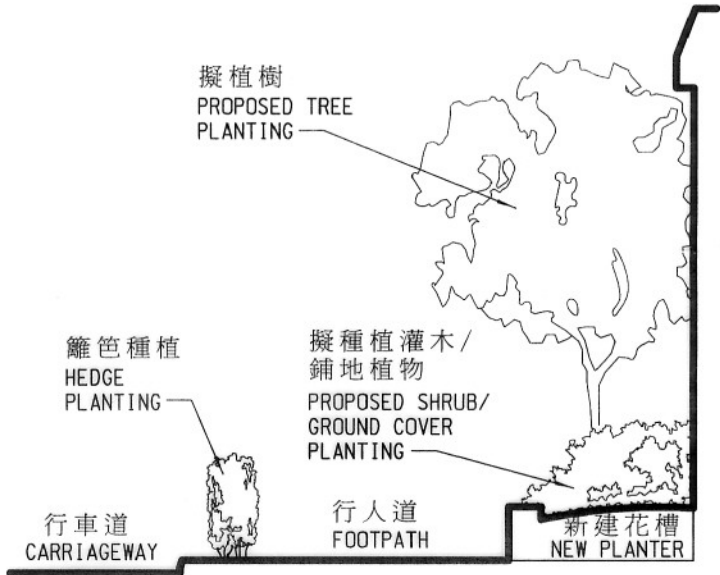 擬植樹
PROPOSED TREE
PLANTING
籬笆種植
HEDGE
PLANTING
擬種植灌木/
鋪地植物
PROPOSED SHRUB/
GROUND COVER
PLANTING
行車道
CARRIAGEWAY
行人道
FOOTPATH
新建花槽
NEW PLANTER